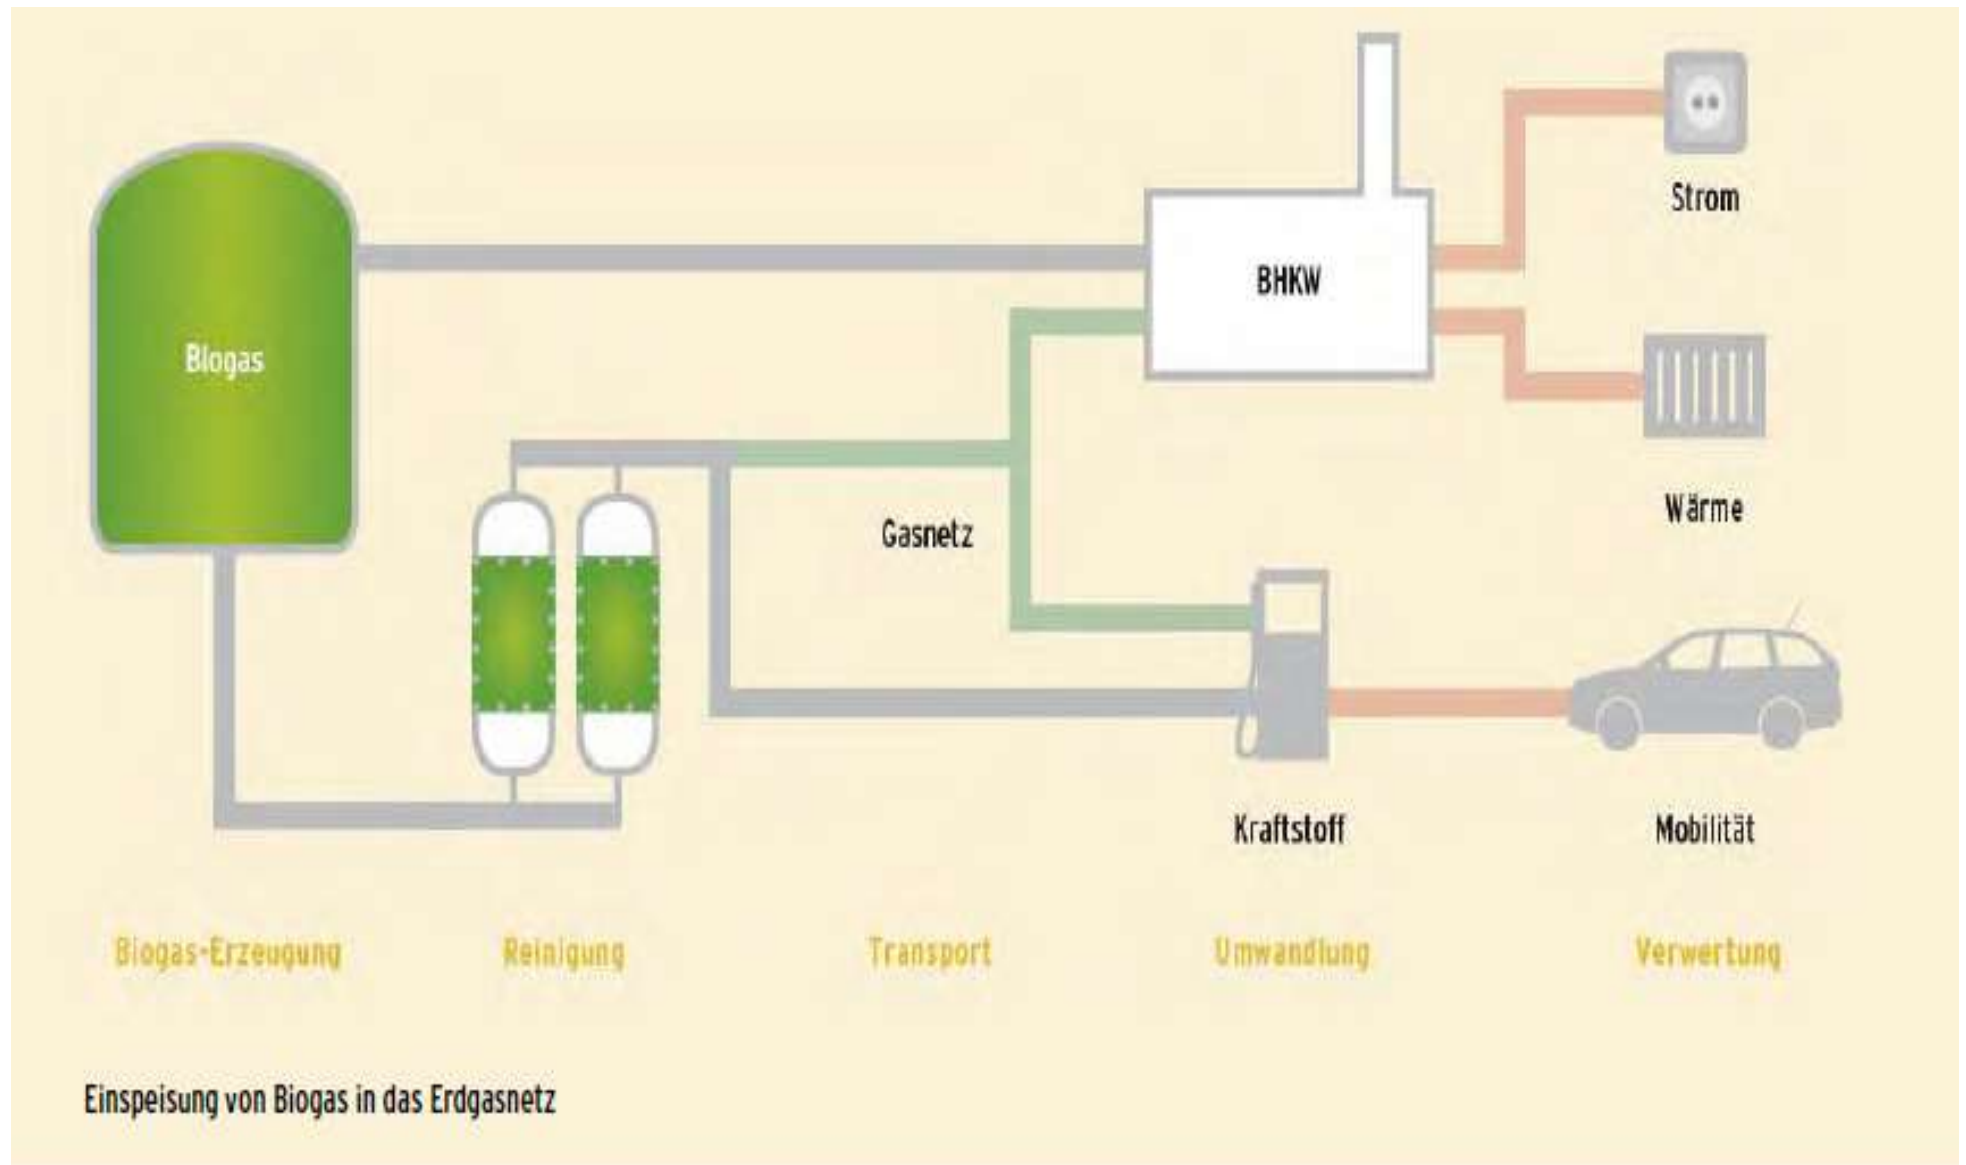 Strom
BHKW
Biogas
Wärme
Gasnetz
Kraftstoff
Mobilität
Biogas-Erzeugung
Reinigung
Transport
Umwandlung
Verwertung
Einspeisung von Biogas in das Erdgasnetz